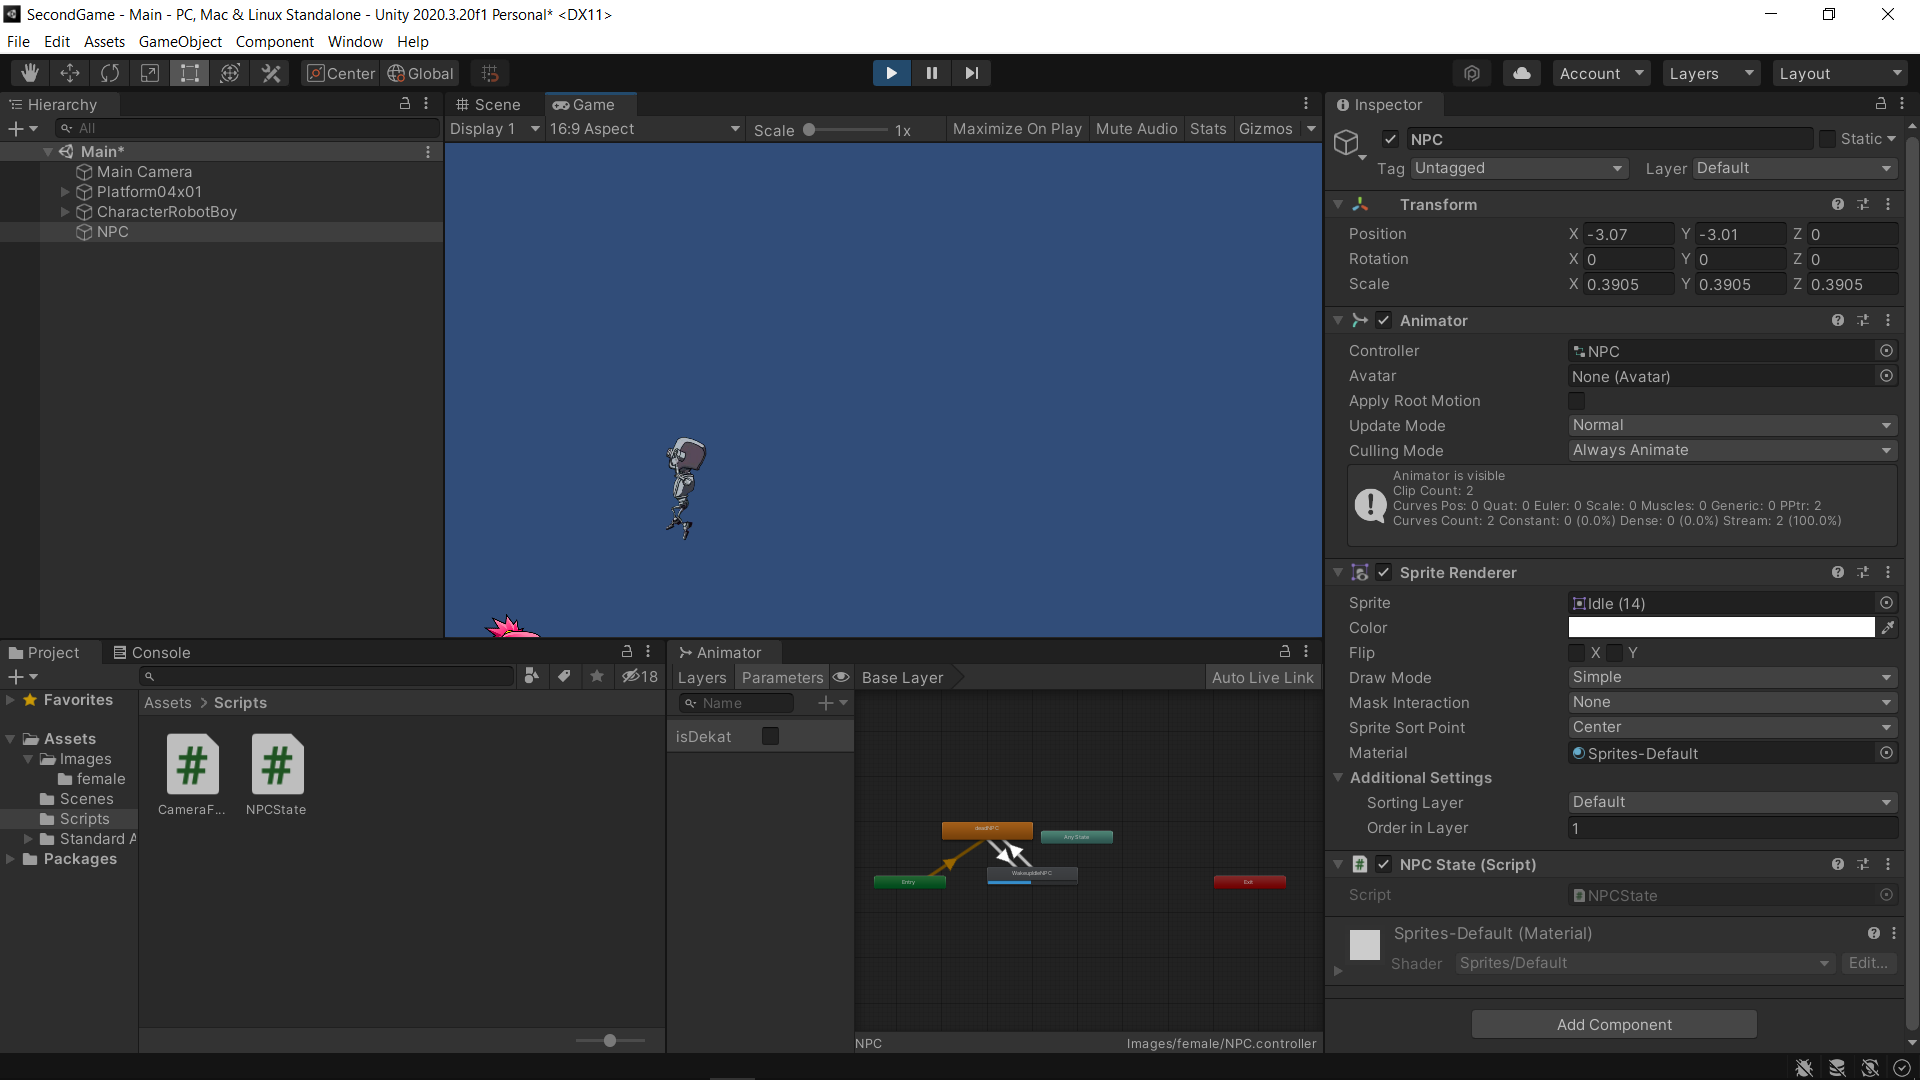 SecondGame - Main - PC, Mac & Linux Standalone - Unity 2020.3.20f1 Personal* <DX11>
File Edit Assets GameObject Component Window Help
Center Global Account Layers Layout
Hierarchy
All
Main*
Main Camera
Platform04x01
CharacterRobotBoy
NPC
Scene Game
Display 1 16:9 Aspect Scale 1x Maximize On Play Mute Audio Stats Gizmos
Inspector
NPC Static
Tag Untagged Layer Default
Transform
Position X -3.07 Y -3.01 Z 0
Rotation X 0 Y 0 Z 0
Scale X 0.3905 Y 0.3905 Z 0.3905
Animator
Controller NPC
Avatar None (Avatar)
Apply Root Motion
Update Mode Normal
Culling Mode Always Animate
Animator is visible
Clip Count: 2
Curves Pos: 0 Quat: 0 Euler: 0 Scale: 0 Muscles: 0 Generic: 0 PPtr: 2
Curves Count: 2 Constant: 0 (0.0%) Dense: 0 (0.0%) Stream: 2 (100.0%)
Sprite Renderer
Sprite Idle (14)
Color
Flip X Y
Draw Mode Simple
Mask Interaction None
Sprite Sort Point Center
Material Sprites-Default
Additional Settings
Sorting Layer Default
Order in Layer 1
NPC State (Script)
Script NPCState
Sprites-Default (Material)
Shader Sprites/Default Edit...
Add Component
Project Console
18
Favorites
Assets
Images
female
Scenes
Scripts
Standard A
Packages
Assets > Scripts
CameraF... NPCState
Animator
Layers Parameters Base Layer Auto Live Link
Name
isDekat
deadNPC
Any State
WakeupIdleNPC
Entry
Exit
NPC Images/female/NPC.controller